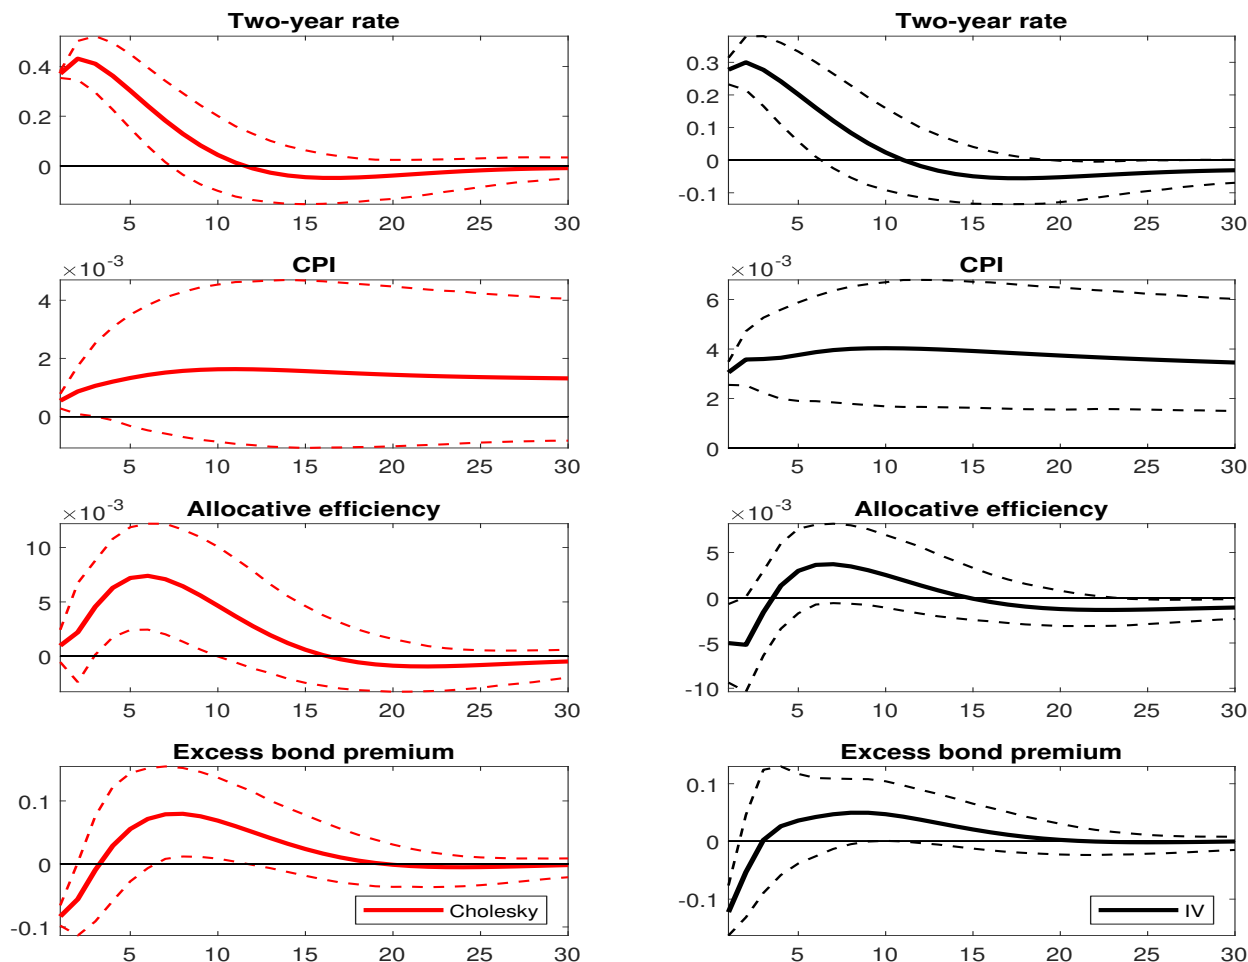 Two-year rate
0.4
0.2
0
5 10 15 20 25 30
Two-year rate
0.3
0.2
0.1
0
-0.1
5 10 15 20 25 30
CPI
×10-3
4
2
0
5 10 15 20 25 30
CPI
×10-3
6
4
2
0
5 10 15 20 25 30
Allocative efficiency
×10-3
10
5
0
5 10 15 20 25 30
Allocative efficiency
×10-3
5
0
-5
-10
5 10 15 20 25 30
Excess bond premium
0.1
0
-0.1
Cholesky
5 10 15 20 25 30
Excess bond premium
0.1
0
-0.1
IV
5 10 15 20 25 30